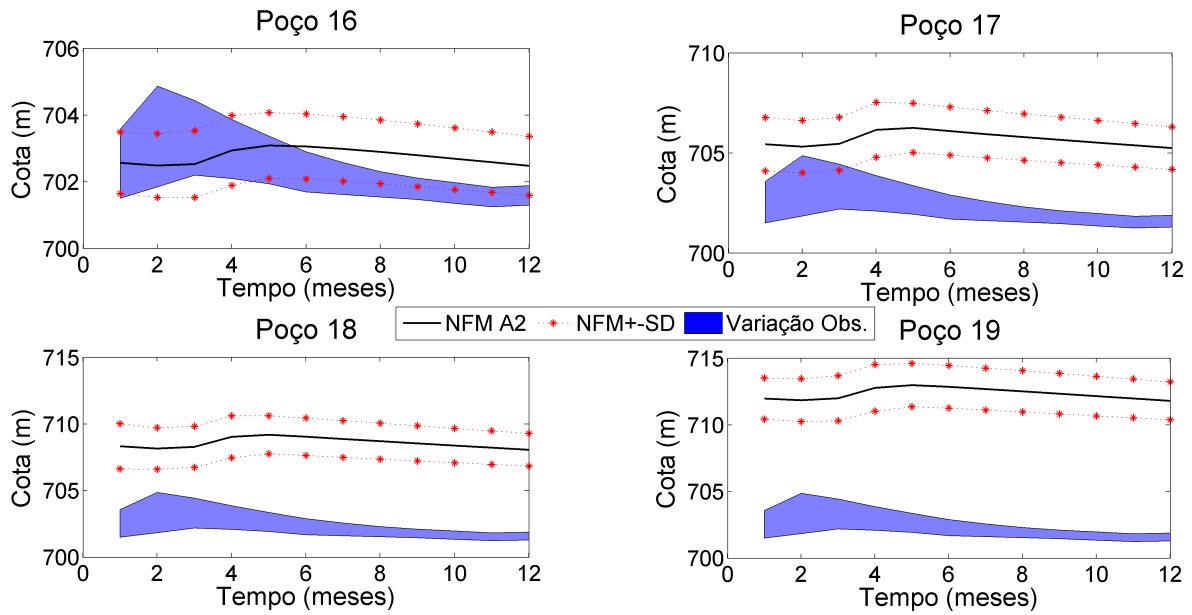 Poço 16
Poço 17
706
704
702
700
Cota (m)
0 2 4 6 8 10 12
Tempo (meses)
710
705
700
Cota (m)
0 2 4 6 8 10 12
Tempo (meses)
NFM A2 NFM+-SD Variação Obs.
Poço 18
Poço 19
715
710
705
700
Cota (m)
0 2 4 6 8 10 12
Tempo (meses)
715
710
705
700
Cota (m)
0 2 4 6 8 10 12
Tempo (meses)